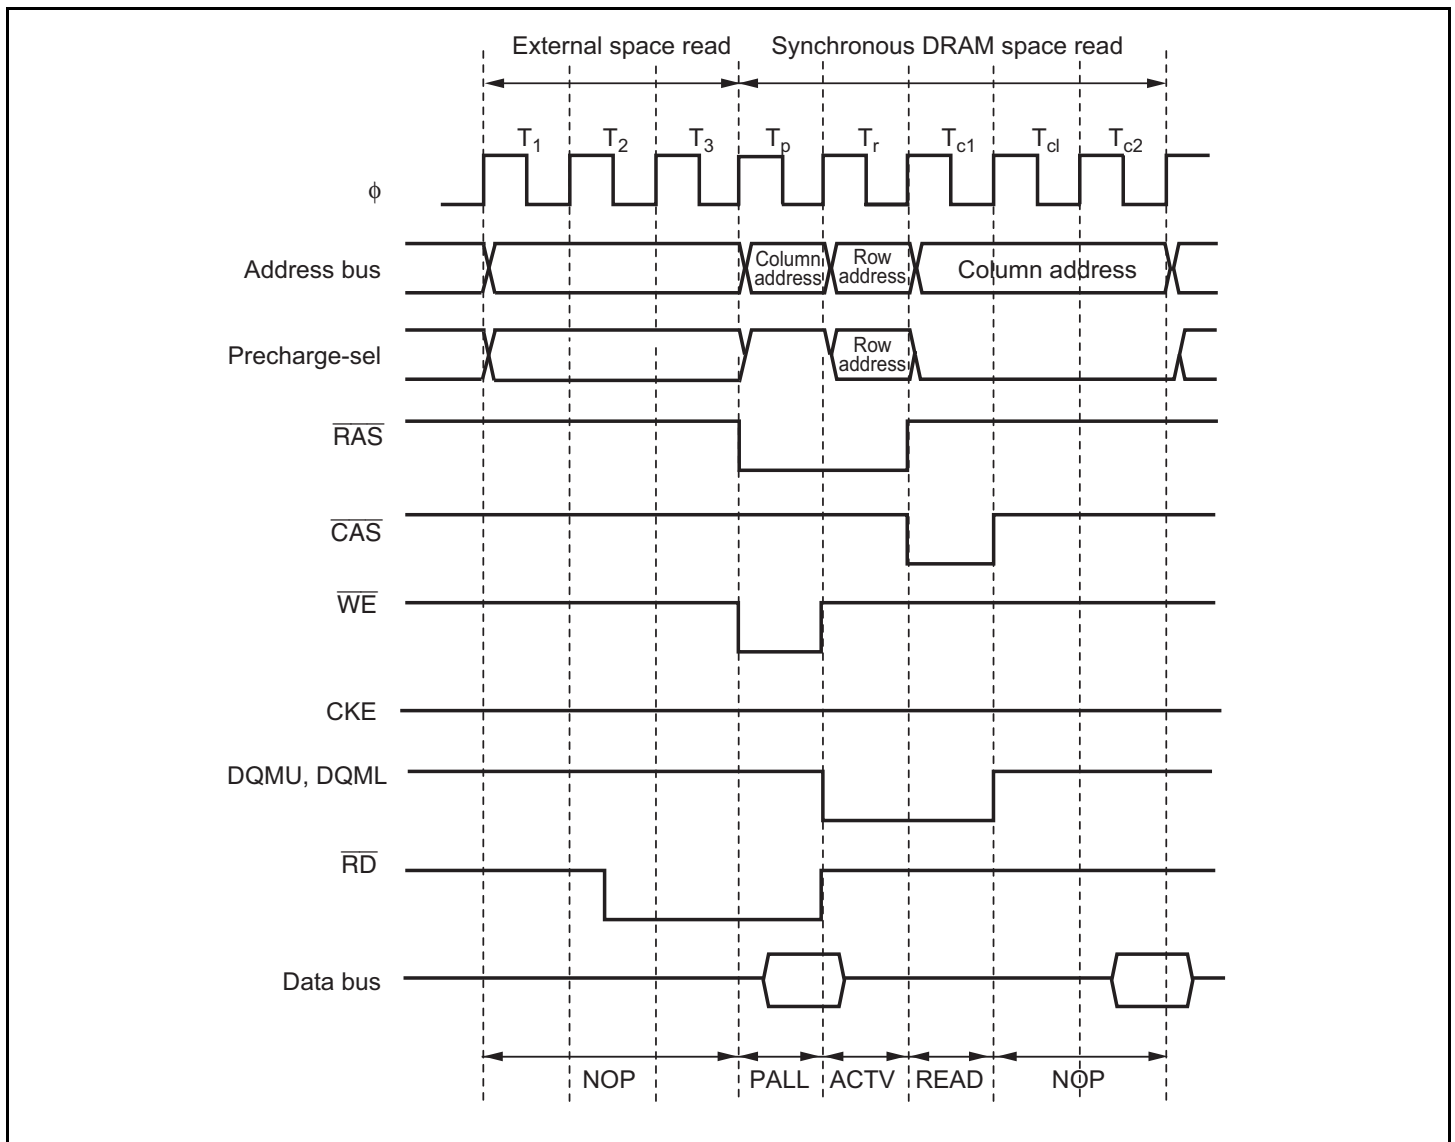 External space read Synchronous DRAM space read
T1 T2 T3 Tp Tr Tc1 Tcl Tc2
ϕ
Address bus
Column address
Row address
Column address
Precharge-sel
Row address
RAS
CAS
WE
CKE
DQMU, DQML
RD
Data bus
NOP PALL ACTV READ NOP